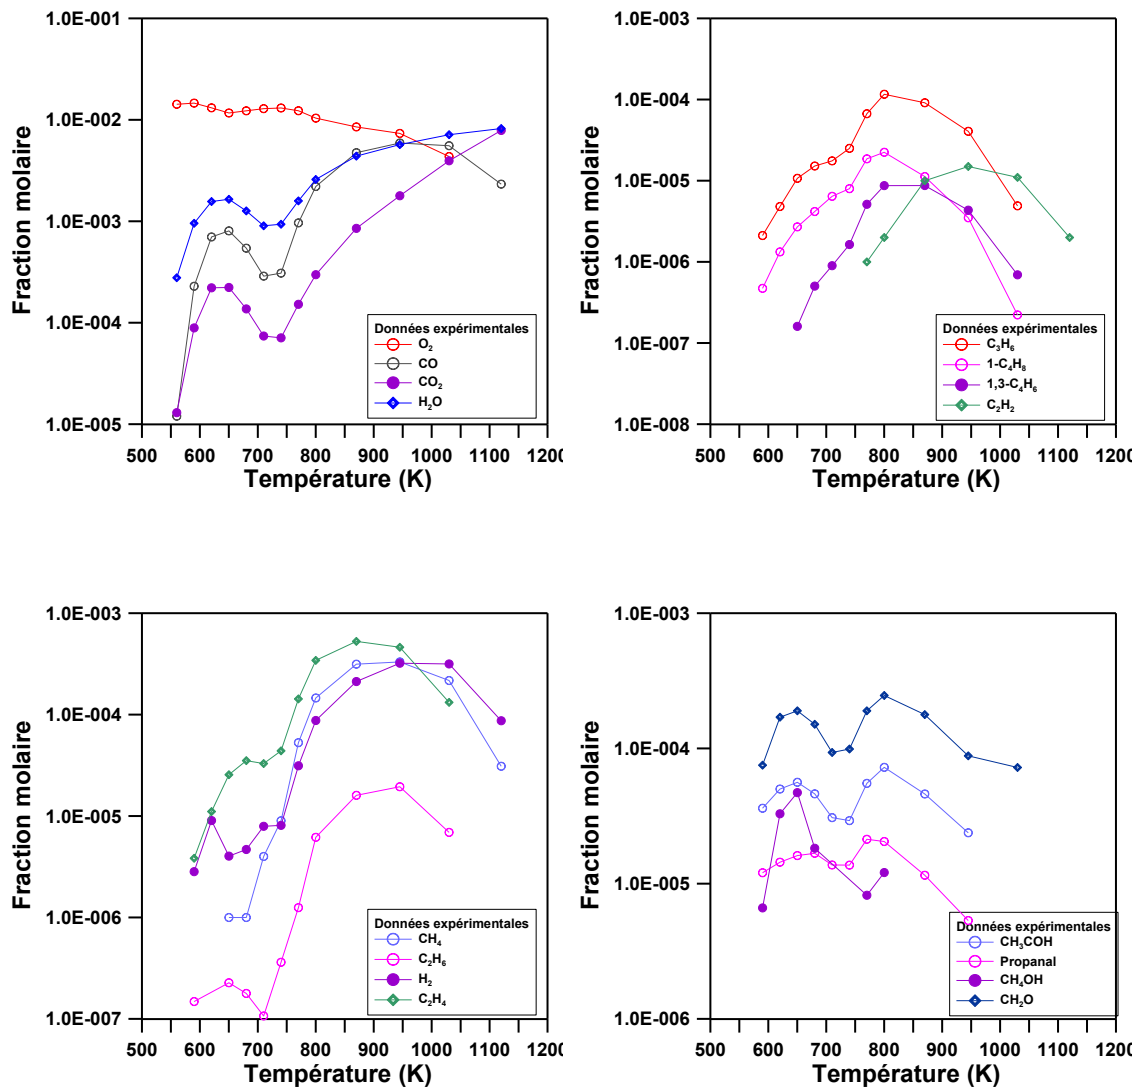 1.0E-001
1.0E-002
1.0E-003
1.0E-004
1.0E-005
Fraction molaire
500 600 700 800 900 1000 1100 1200
Température (K)
Données expérimentales
O₂
CO
CO₂
H₂O
1.0E-003
1.0E-004
1.0E-005
1.0E-006
1.0E-007
1.0E-008
Fraction molaire
500 600 700 800 900 1000 1100 1200
Température (K)
Données expérimentales
C₃H₆
1-C₄H₈
1,3-C₄H₆
C₂H₂
1.0E-003
1.0E-004
1.0E-005
1.0E-006
1.0E-007
Fraction molaire
500 600 700 800 900 1000 1100 1200
Température (K)
Données expérimentales
CH₄
C₂H₆
H₂
C₂H₄
1.0E-003
1.0E-004
1.0E-005
1.0E-006
Fraction molaire
500 600 700 800 900 1000 1100 1200
Température (K)
Données expérimentales
CH₃COH
Propanal
CH₄OH
CH₂O